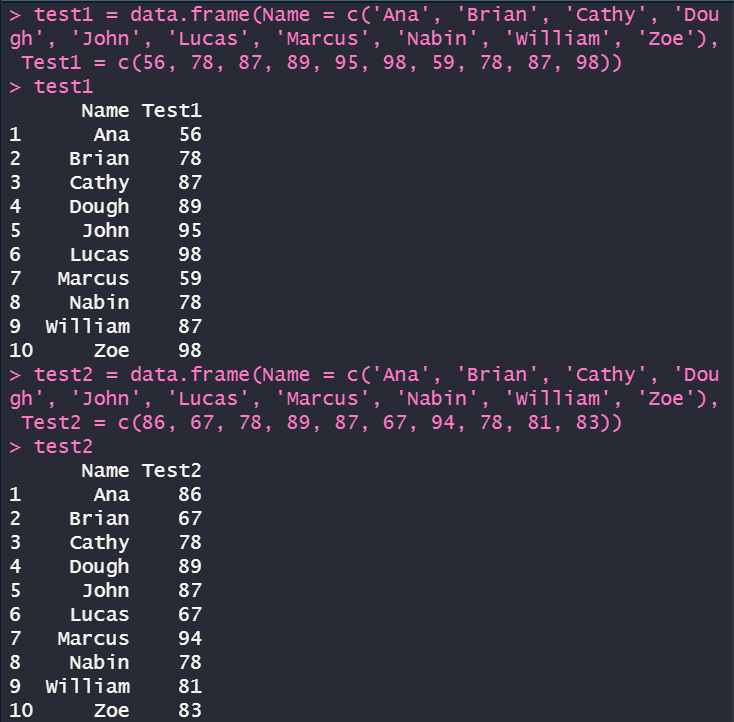 > test1 = data.frame(Name = c('Ana', 'Brian', 'Cathy', 'Dou
gh', 'John', 'Lucas', 'Marcus', 'Nabin', 'William', 'Zoe'),
 Test1 = c(56, 78, 87, 89, 95, 98, 59, 78, 87, 98))
> test1
      Name Test1
1      Ana    56
2    Brian    78
3    Cathy    87
4    Dough    89
5     John    95
6    Lucas    98
7   Marcus    59
8    Nabin    78
9  William    87
10     Zoe    98
> test2 = data.frame(Name = c('Ana', 'Brian', 'Cathy', 'Dou
gh', 'John', 'Lucas', 'Marcus', 'Nabin', 'William', 'Zoe'),
 Test2 = c(86, 67, 78, 89, 87, 67, 94, 78, 81, 83))
> test2
      Name Test2
1      Ana    86
2    Brian    67
3    Cathy    78
4    Dough    89
5     John    87
6    Lucas    67
7   Marcus    94
8    Nabin    78
9  William    81
10     Zoe    83